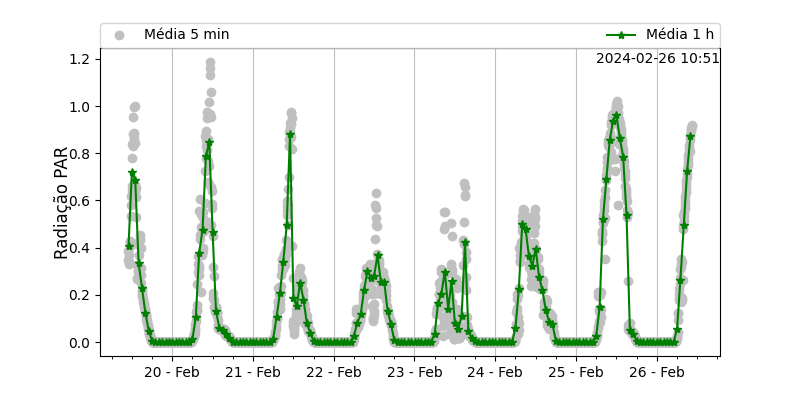 Média 5 min
Média 1 h
2024-02-26 10:51
Radiação PAR
1.2
1.0
0.8
0.6
0.4
0.2
0.0
20 - Feb
21 - Feb
22 - Feb
23 - Feb
24 - Feb
25 - Feb
26 - Feb